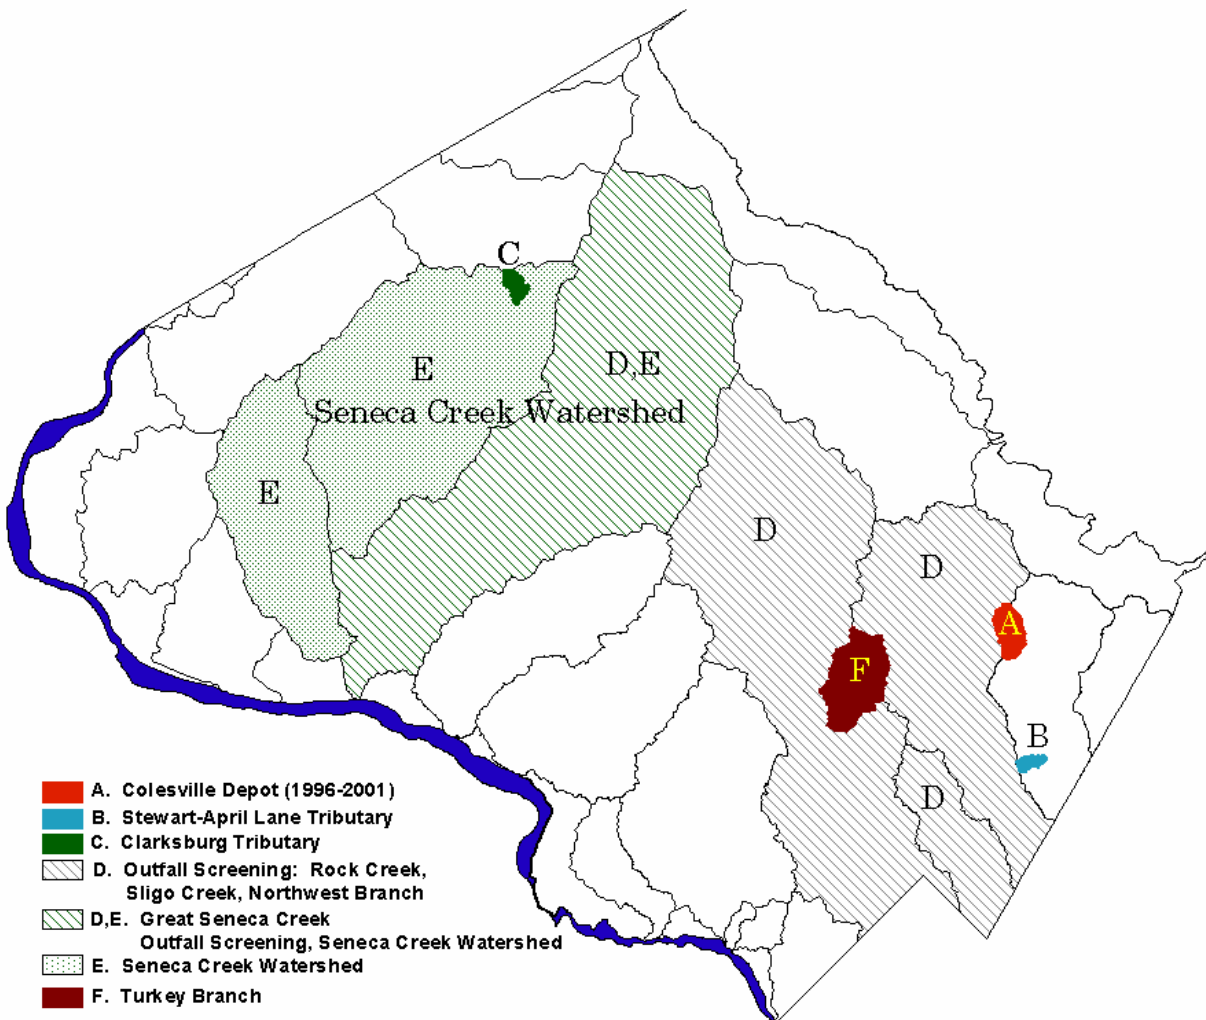 C
D,E
E
Seneca Creek Watershed
E
D
D
A
F
B
D
A. Colesville Depot (1996-2001)
B. Stewart-April Lane Tributary
C. Clarksburg Tributary
D. Outfall Screening: Rock Creek,
Sligo Creek, Northwest Branch
D,E. Great Seneca Creek
Outfall Screening, Seneca Creek Watershed
E. Seneca Creek Watershed
F. Turkey Branch